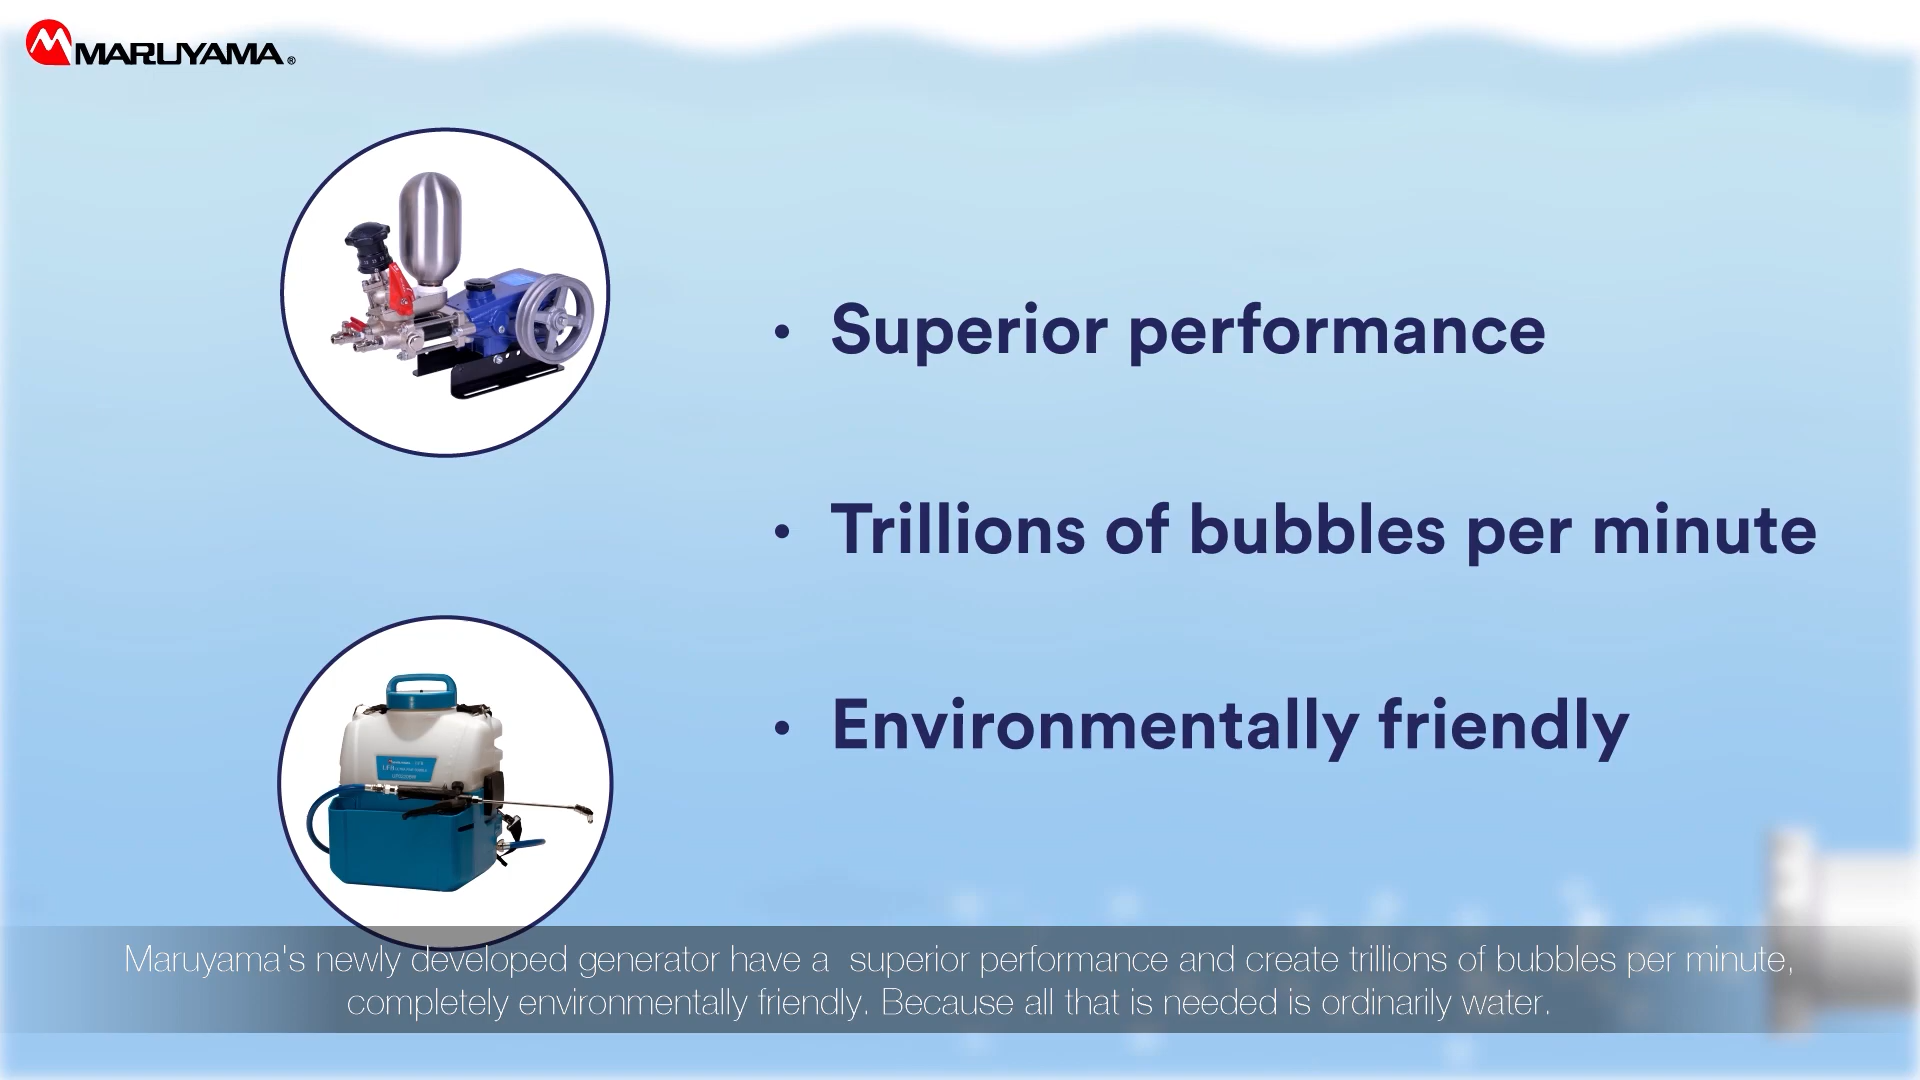 MARUYAMA®
• Superior performance
• Trillions of bubbles per minute
• Environmentally friendly
UFB
Maruyama's newly developed generator have a  superior performance and create trillions of bubbles per minute,
completely environmentally friendly. Because all that is needed is ordinarily water.